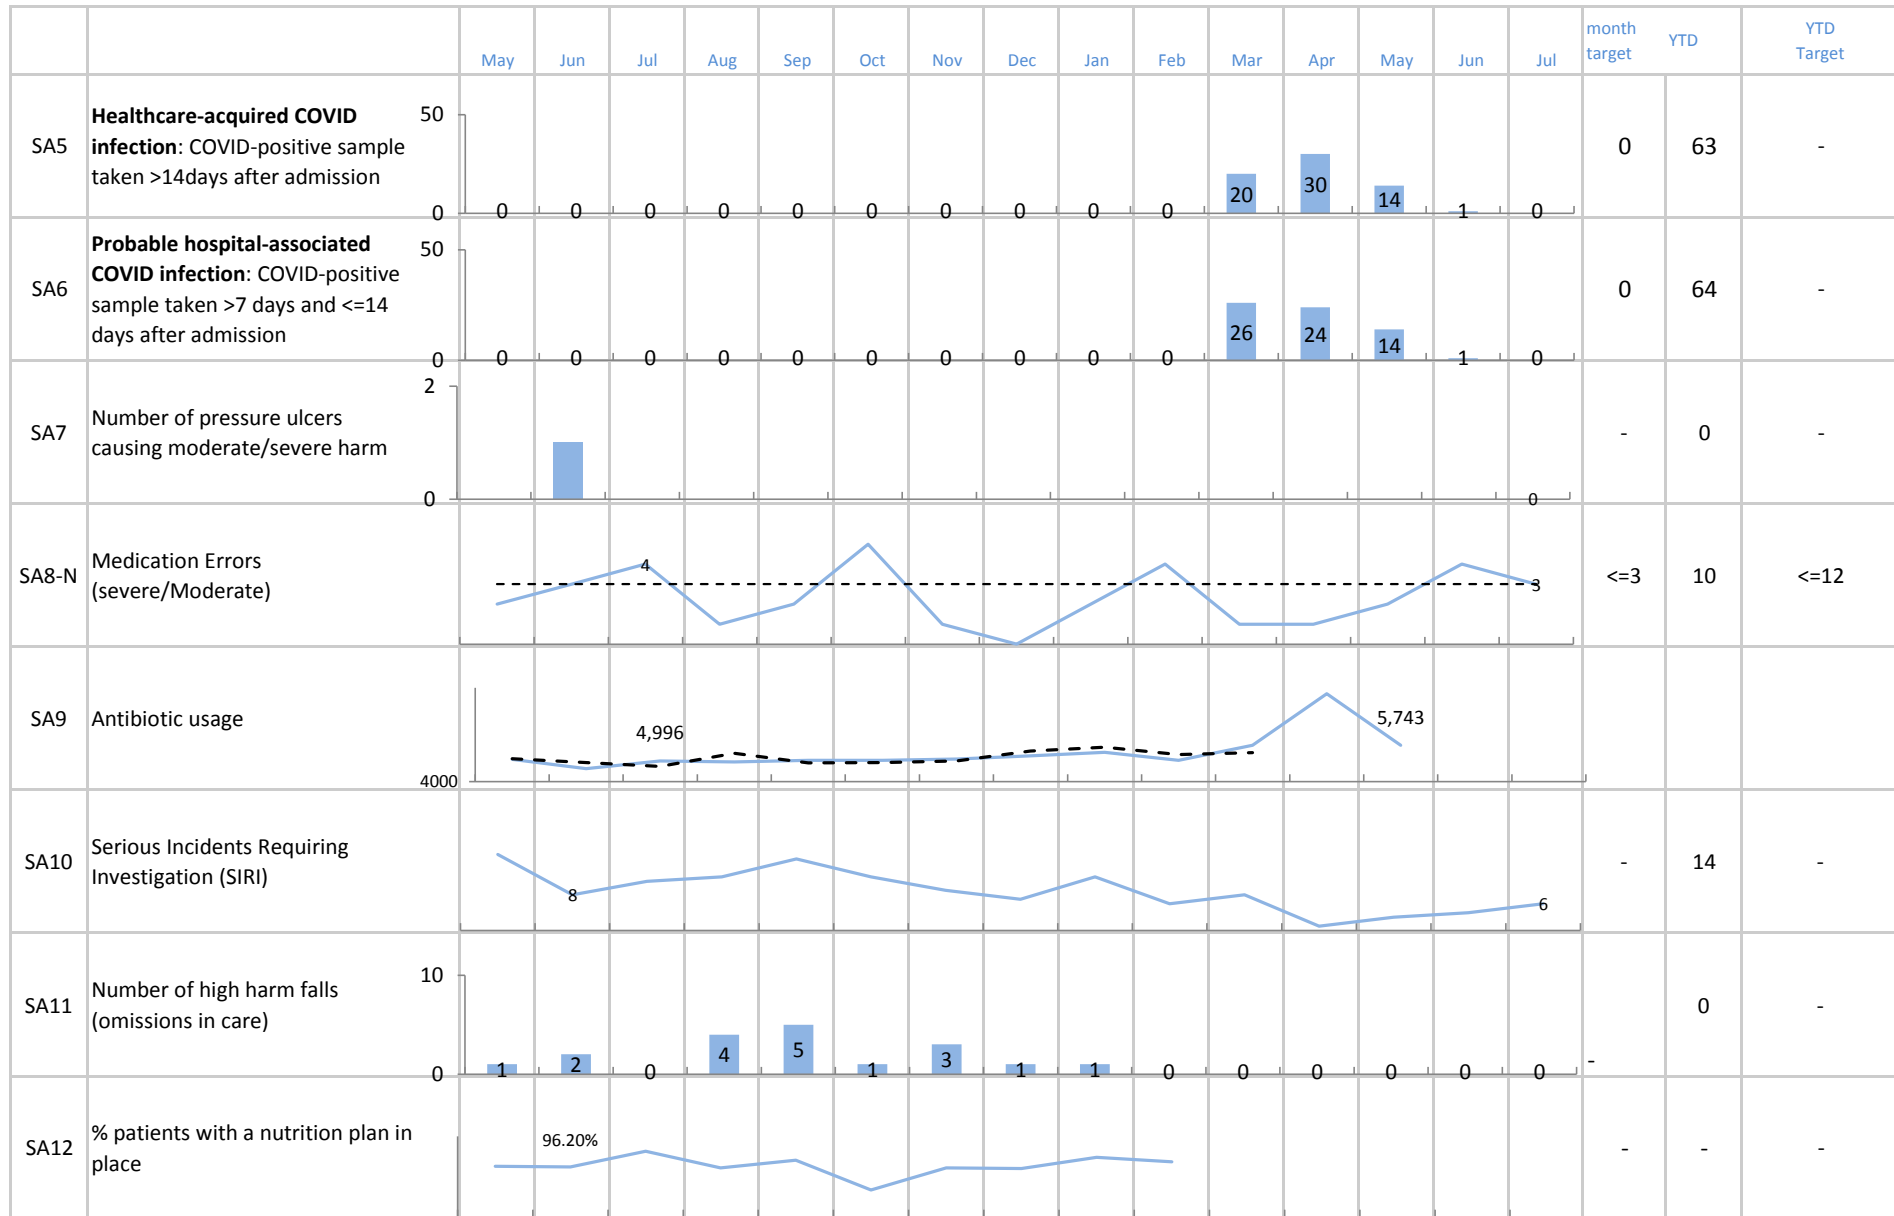 May Jun Jul Aug Sep Oct Nov Dec Jan Feb Mar Apr May Jun Jul month target YTD YTD Target
SA5
Healthcare-acquired COVID
infection: COVID-positive sample
taken >14days after admission
50
0
0 0 0 0 0 0 0 0 0 0 20 30 14 1 0
0 63 -
SA6
Probable hospital-associated
COVID infection: COVID-positive
sample taken >7 days and <=14
days after admission
50
0
0 0 0 0 0 0 0 0 0 0 26 24 14 1 0
0 64 -
SA7
Number of pressure ulcers
causing moderate/severe harm
2
0
0
- 0 -
SA8-N
Medication Errors
(severe/Moderate)
4 3
<=3 10 <=12
SA9
Antibiotic usage
4000
4,996 5,743
SA10
Serious Incidents Requiring
Investigation (SIRI)
8 6
- 14 -
SA11
Number of high harm falls
(omissions in care)
10
0
1 2 0 4 5 1 3 1 1 0 0 0 0 0 0
- 0 -
SA12
% patients with a nutrition plan in
place
96.20%
- - -